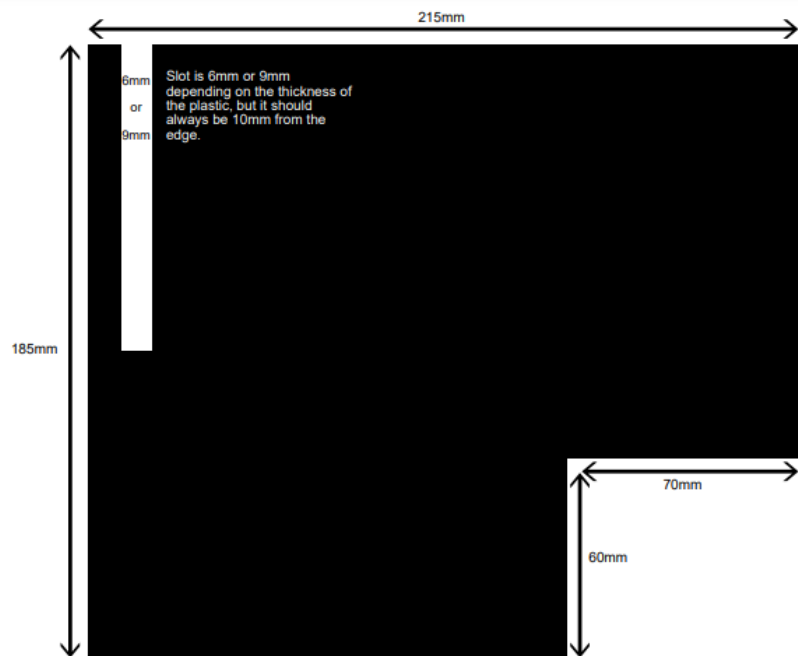 215mm
6mm
or
9mm
Slot is 6mm or 9mm
depending on the thickness of
the plastic, but it should
always be 10mm from the
edge.
185mm
70mm
60mm